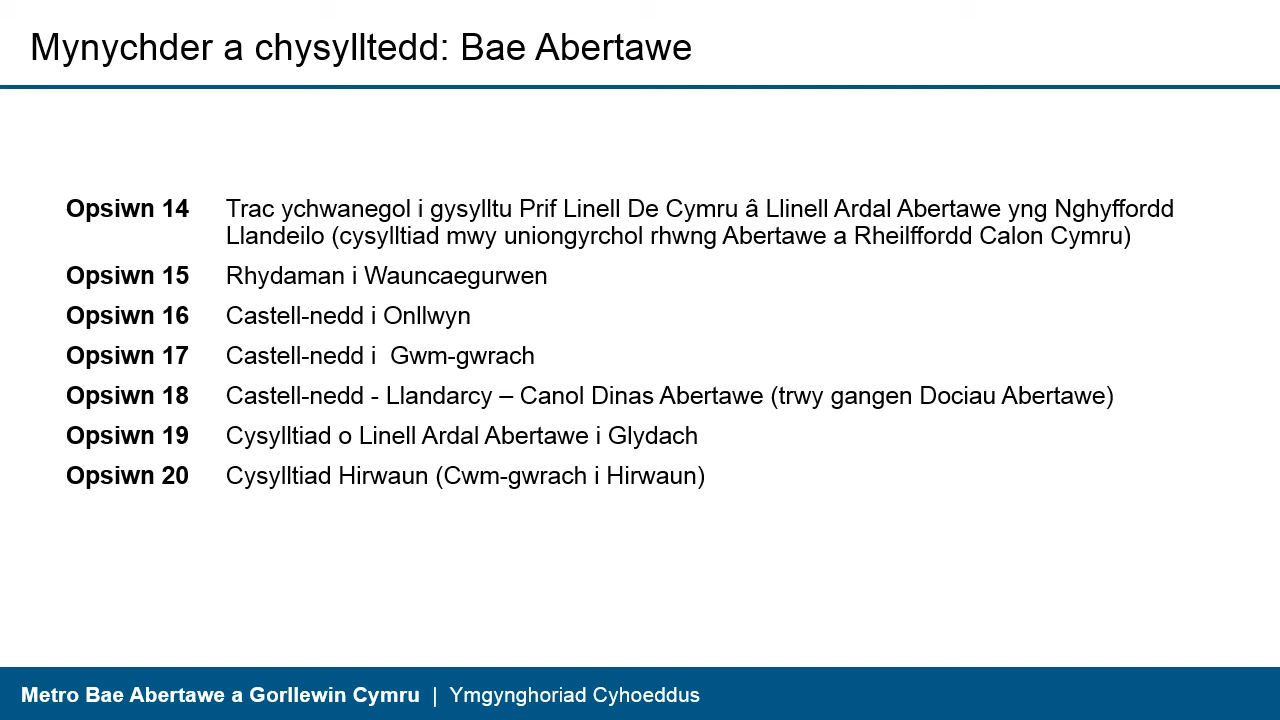 Mynychder a chysylltedd: Bae Abertawe
Opsiwn 14 Trac ychwanegol i gysylltu Prif Linell De Cymru â Llinell Ardal Abertawe yng Nghyffordd
Llandeilo (cysylltiad mwy uniongyrchol rhwng Abertawe a Rheilffordd Calon Cymru)
Opsiwn 15 Rhydaman i Wauncaegurwen
Opsiwn 16 Castell-nedd i Onllwyn
Opsiwn 17 Castell-nedd i  Gwm-gwrach
Opsiwn 18 Castell-nedd - Llandarcy – Canol Dinas Abertawe (trwy gangen Dociau Abertawe)
Opsiwn 19 Cysylltiad o Linell Ardal Abertawe i Glydach
Opsiwn 20 Cysylltiad Hirwaun (Cwm-gwrach i Hirwaun)
Metro Bae Abertawe a Gorllewin Cymru | Ymgynghoriad Cyhoeddus